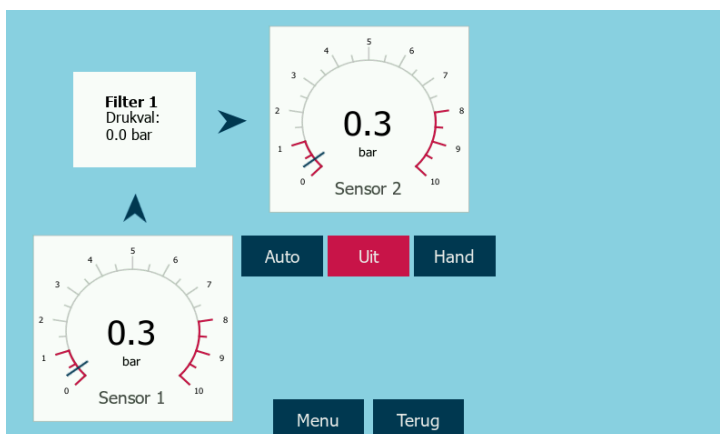 Filter 1
Drukval:
0.0 bar
0
1
2
3
4
5
6
7
8
9
10
0.3
bar
Sensor 2
0
1
2
3
4
5
6
7
8
9
10
0.3
bar
Sensor 1
Auto Uit Hand
Menu Terug